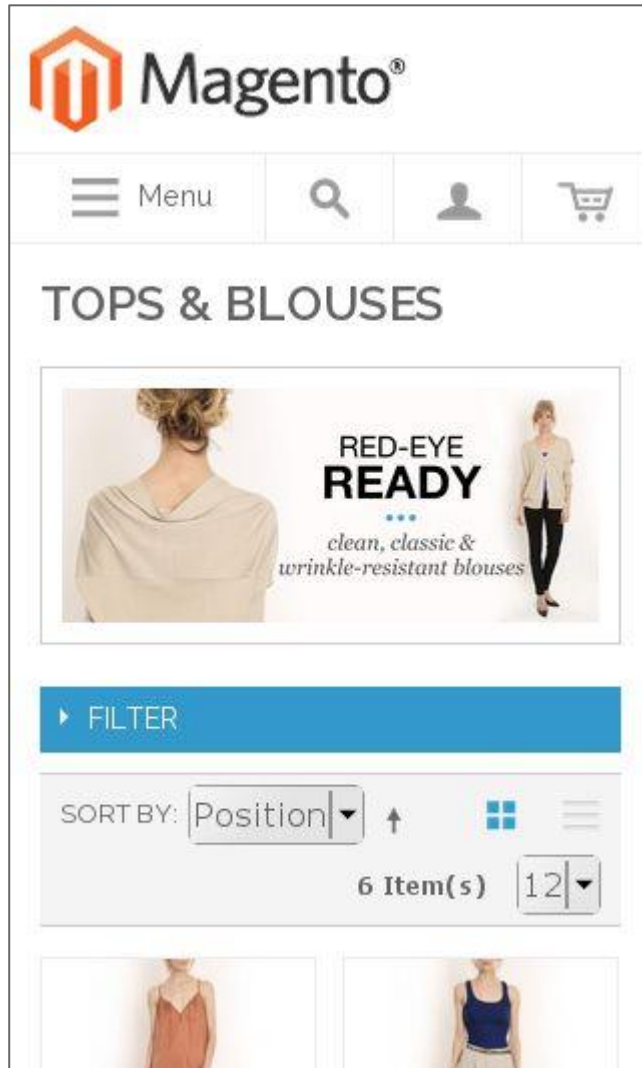 Magento®
Menu
TOPS & BLOUSES
RED-EYE
READY
clean, classic &
wrinkle-resistant blouses
FILTER
SORT BY: Position
6 Item(s) 12